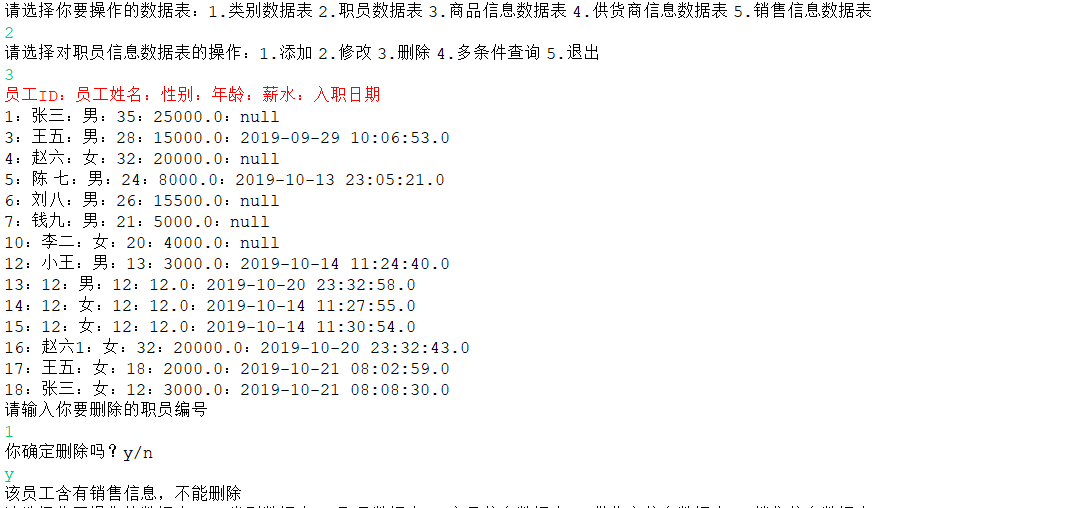 请选择你要操作的数据表：1.类别数据表 2.职员数据表 3.商品信息数据表 4.供货商信息数据表 5.销售信息数据表
2
请选择对职员信息数据表的操作：1.添加 2.修改 3.删除 4.多条件查询 5.退出
3
员工ID：员工姓名：性别：年龄：薪水：入职日期
1：张三：男：35：25000.0：null
3：王五：男：28：15000.0：2019-09-29 10:06:53.0
4：赵六：女：32：20000.0：null
5：陈 七：男：24：8000.0：2019-10-13 23:05:21.0
6：刘八：男：26：15500.0：null
7：钱九：男：21：5000.0：null
10：李二：女：20：4000.0：null
12：小王：男：13：3000.0：2019-10-14 11:24:40.0
13：12：男：12：12.0：2019-10-20 23:32:58.0
14：12：女：12：12.0：2019-10-14 11:27:55.0
15：12：女：12：12.0：2019-10-14 11:30:54.0
16：赵六1：女：32：20000.0：2019-10-20 23:32:43.0
17：王五：女：18：2000.0：2019-10-21 08:02:59.0
18：张三：女：12：3000.0：2019-10-21 08:08:30.0
请输入你要删除的职员编号
1
你确定删除吗？y/n
y
该员工含有销售信息，不能删除